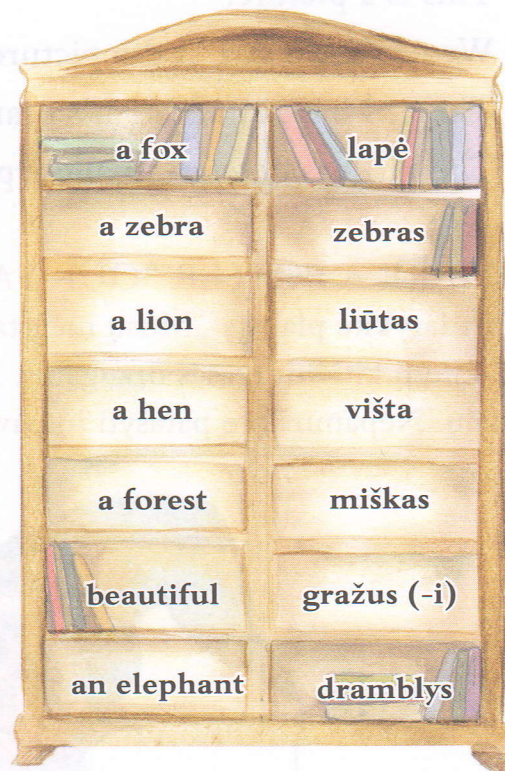 a fox lapė
a zebra zebras
a lion liūtas
a hen višta
a forest miškas
beautiful gražus (-i)
an elephant dramblys